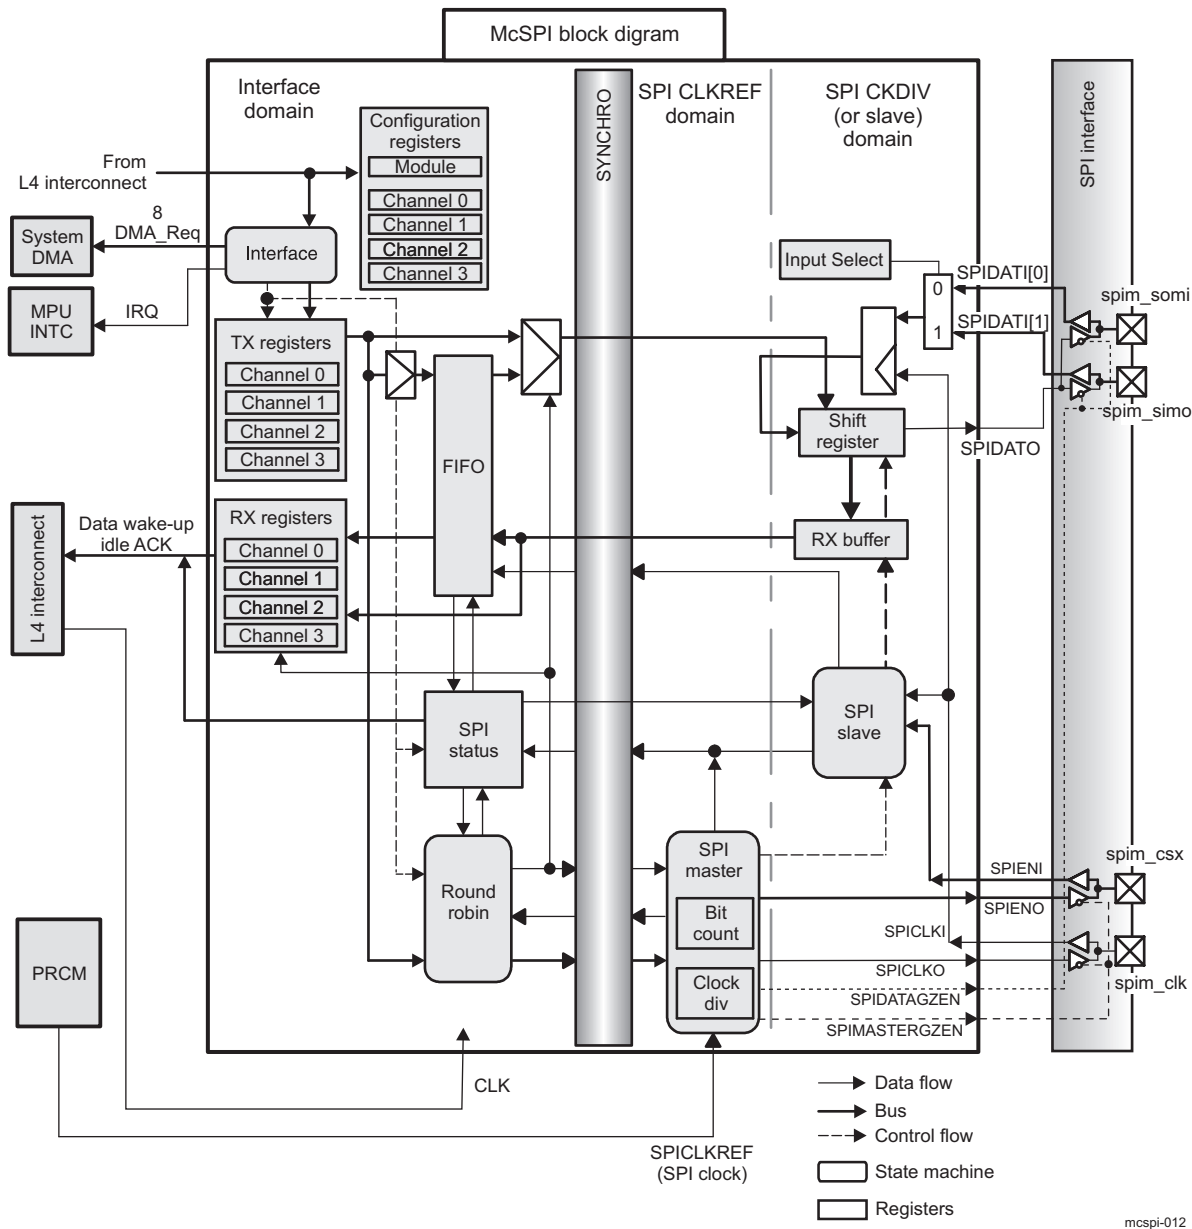 McSPI block digram
Interface
domain
SYNCHRO
SPI CLKREF
domain
SPI CKDIV
(or slave)
domain
SPI interface
Configuration
registers
Module
Channel 0
Channel 1
Channel 2
Channel 3
From
L4 interconnect
8
DMA_Req
System
DMA
Interface
MPU
INTC
IRQ
Input Select
0
1
SPIDATI[0]
SPIDATI[1]
spim_somi
spim_simo
TX registers
Channel 0
Channel 1
Channel 2
Channel 3
FIFO
Shift
register
SPIDATO
RX buffer
L4 interconnect
Data wake-up
idle ACK
RX registers
Channel 0
Channel 1
Channel 2
Channel 3
SPI
status
SPI
slave
Round
robin
SPI
master
Bit
count
Clock
div
SPIENI
SPIENO
spim_csx
SPICLKI
SPICLKO
SPIDATAGZEN
SPIMASTERGZEN
spim_clk
PRCM
CLK
SPICLKREF
(SPI clock)
Data flow
Bus
Control flow
State machine
Registers
mcspi-012